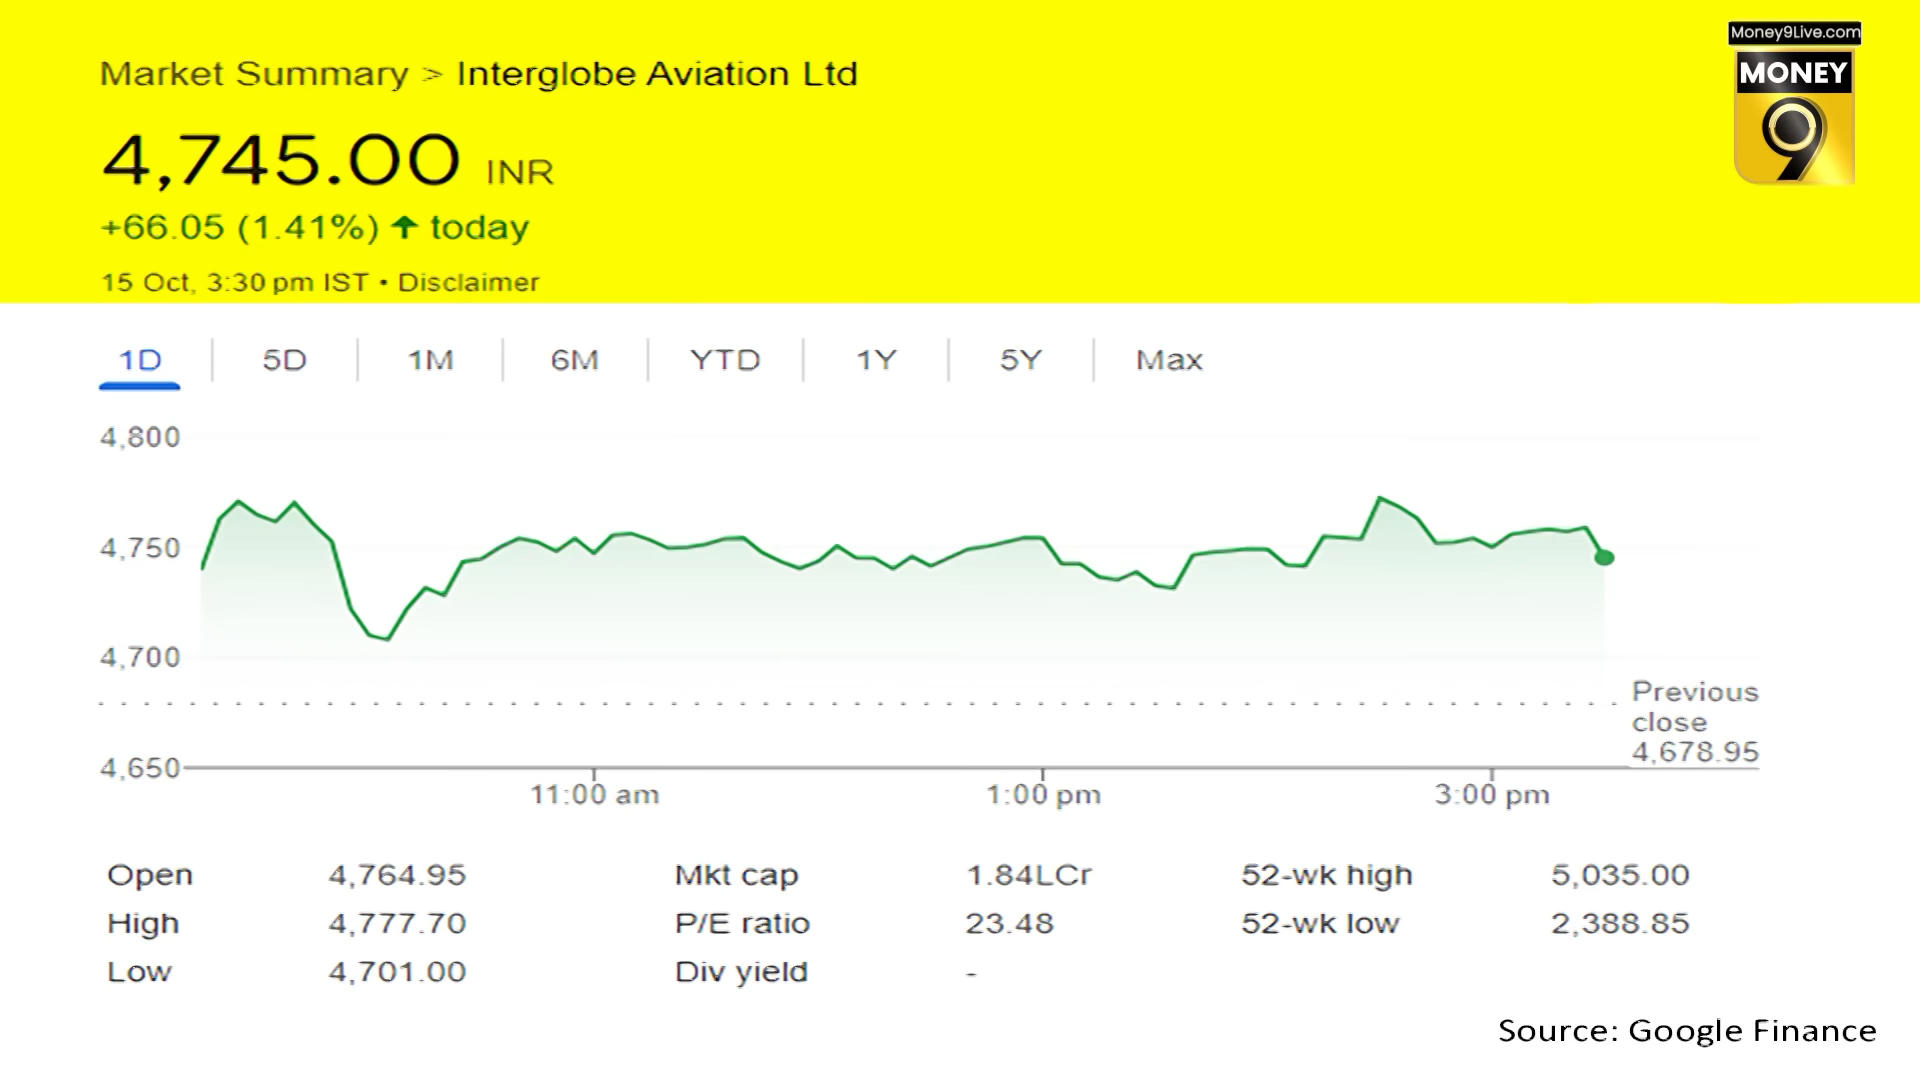 Money9Live.com
MONEY
9
Market Summary > Interglobe Aviation Ltd
4,745.00 INR
+66.05 (1.41%) ↑ today
15 Oct, 3:30 pm IST • Disclaimer
1D 5D 1M 6M YTD 1Y 5Y Max
4,800
4,750
4,700
4,650
Previous
close
4,678.95
11:00 am 1:00 pm 3:00 pm
Open 4,764.95 Mkt cap 1.84LCr 52-wk high 5,035.00
High 4,777.70 P/E ratio 23.48 52-wk low 2,388.85
Low 4,701.00 Div yield -
Source: Google Finance